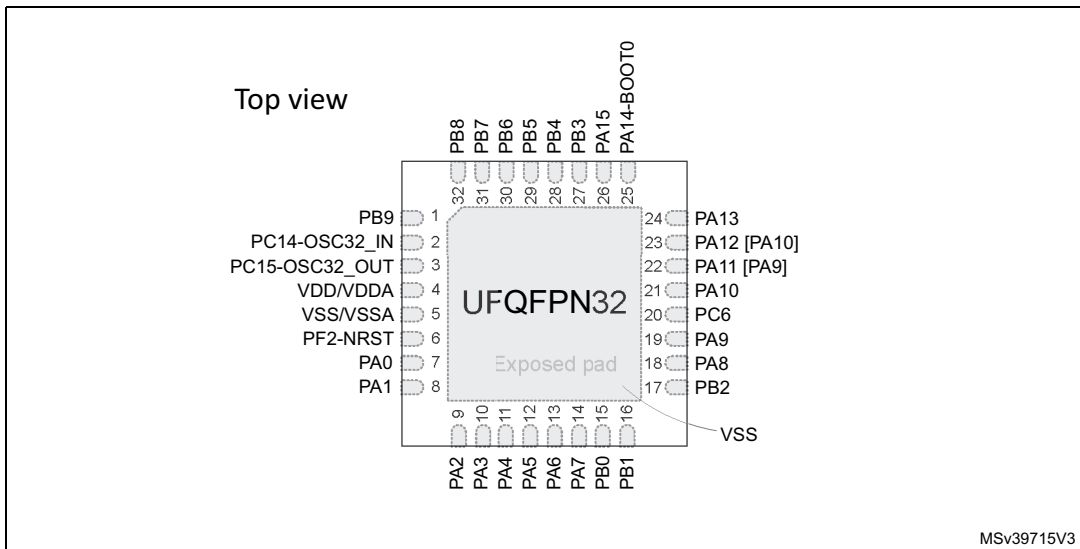 Top view
PB8
PB7
PB6
PB5
PB4
PB3
PA15
PA14-BOOT0
32
31
30
29
28
27
26
25
PB9 1
PC14-OSC32_IN 2
PC15-OSC32_OUT 3
VDD/VDDA 4
VSS/VSSA 5
PF2-NRST 6
PA0 7
PA1 8
UFQFPN32
Exposed pad
24 PA13
23 PA12 [PA10]
22 PA11 [PA9]
21 PA10
20 PC6
19 PA9
18 PA8
17 PB2
VSS
9
10
11
12
13
14
15
16
PA2
PA3
PA4
PA5
PA6
PA7
PB0
PB1
MSv39715V3